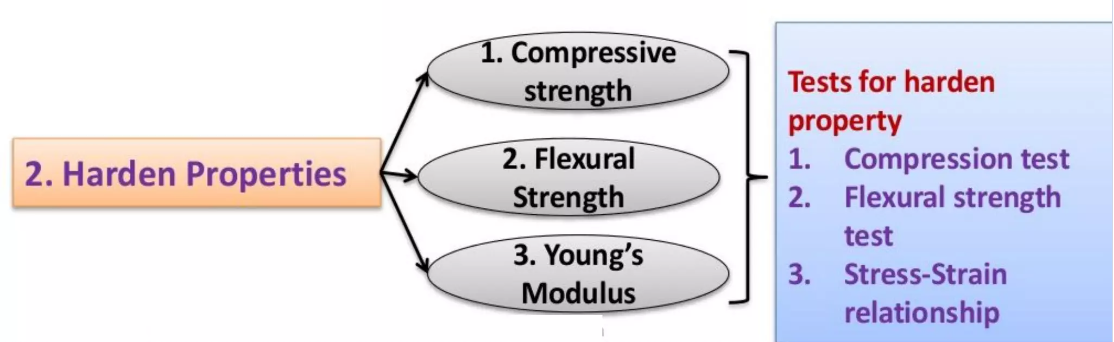 2. Harden Properties
1. Compressive
strength
2. Flexural
Strength
3. Young’s
Modulus
Tests for harden
property
1. Compression test
2. Flexural strength
test
3. Stress-Strain
relationship